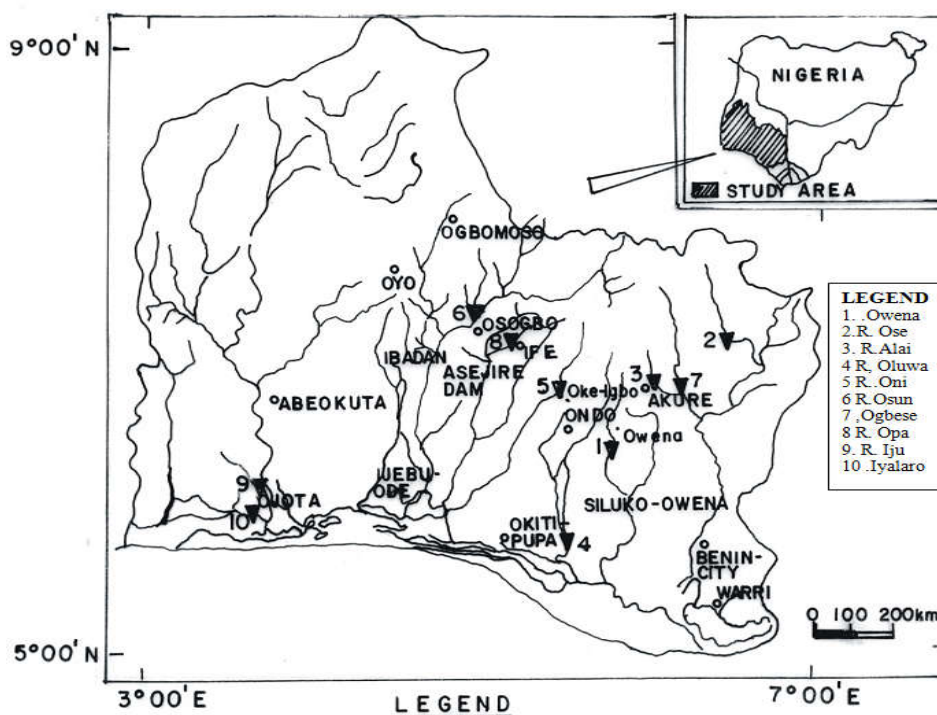 9°00'N
NIGERIA
STUDY AREA
OGBOMOSO
OYO
6
OSOGBO
8
IFE
2
IBADAN
ASEJIRE
DAM
5
Oke-Igbo
3
7
AKURE
ABEOKUTA
ONDO
1
Owena
9
OJOTA
10
IJEBU-
ODE
SILUKO-OWENA
OKITI-
PUPA
4
BENIN-
CITY
WARRI
LEGEND
1. .Owena
2.R. Ose
3. R.Alai
4 R, Oluwa
5 R..Oni
6 R.Osun
7 ,Ogbese
8 R. Opa
9. R. Iju
10 .Iyalaro
0 100 200km
5°00'N
3°00'E
7°00'E
LEGEND